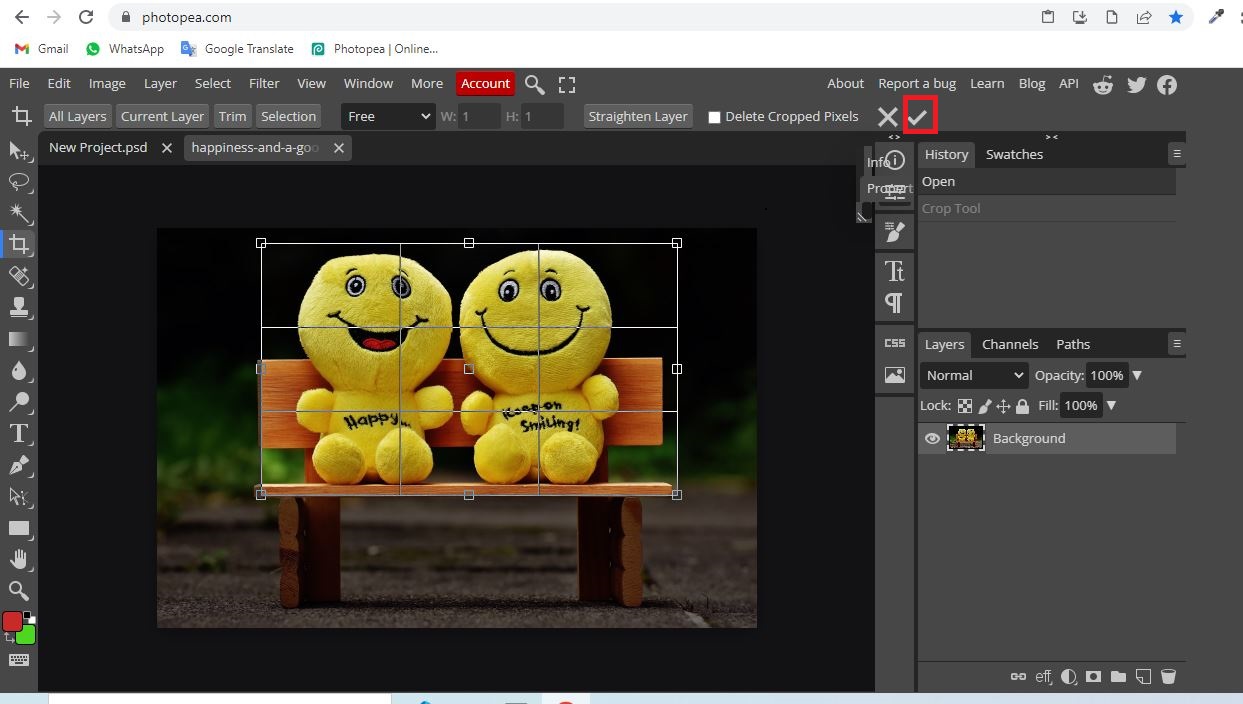 photopea.com
Gmail WhatsApp Google Translate Photopea | Online...
File Edit Image Layer Select Filter View Window More Account About Report a bug Learn Blog API
All Layers Current Layer Trim Selection Free W: 1 H: 1 Straighten Layer Delete Cropped Pixels
New Project.psd happiness-and-a-goo
Info
Propert
History Swatches
Open
Crop Tool
CSS
Layers Channels Paths
Normal Opacity: 100%
Lock: Fill: 100%
Background
Happy...
Keep on
Smiling!
eff